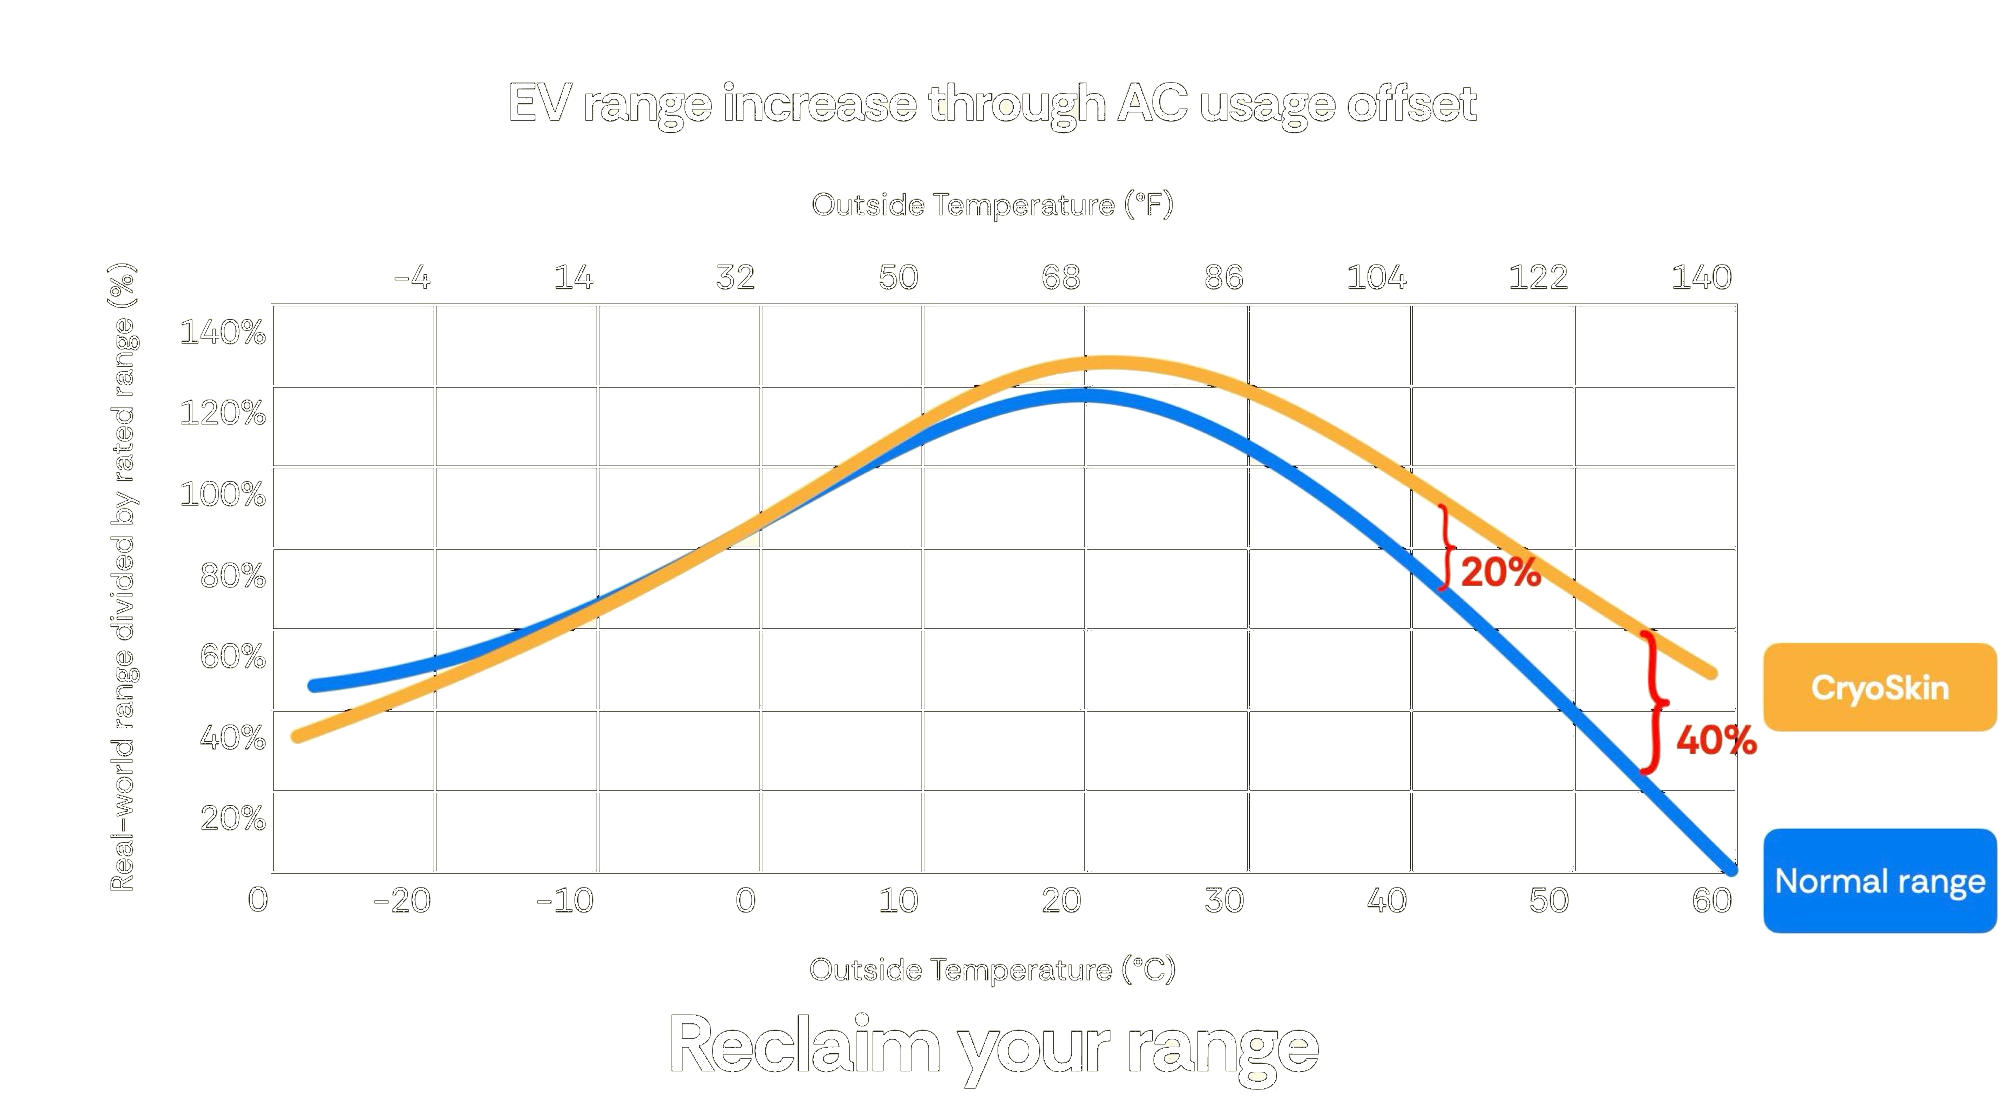 EV range increase through AC usage offset
Outside Temperature (°F)
-4 14 32 50 68 86 104 122 140
Real-world range divided by rated range (%)
140%
120%
100%
80%
60%
40%
20%
20%
40%
CryoSkin
Normal range
0 -20 -10 0 10 20 30 40 50 60
Outside Temperature (°C)
Reclaim your range